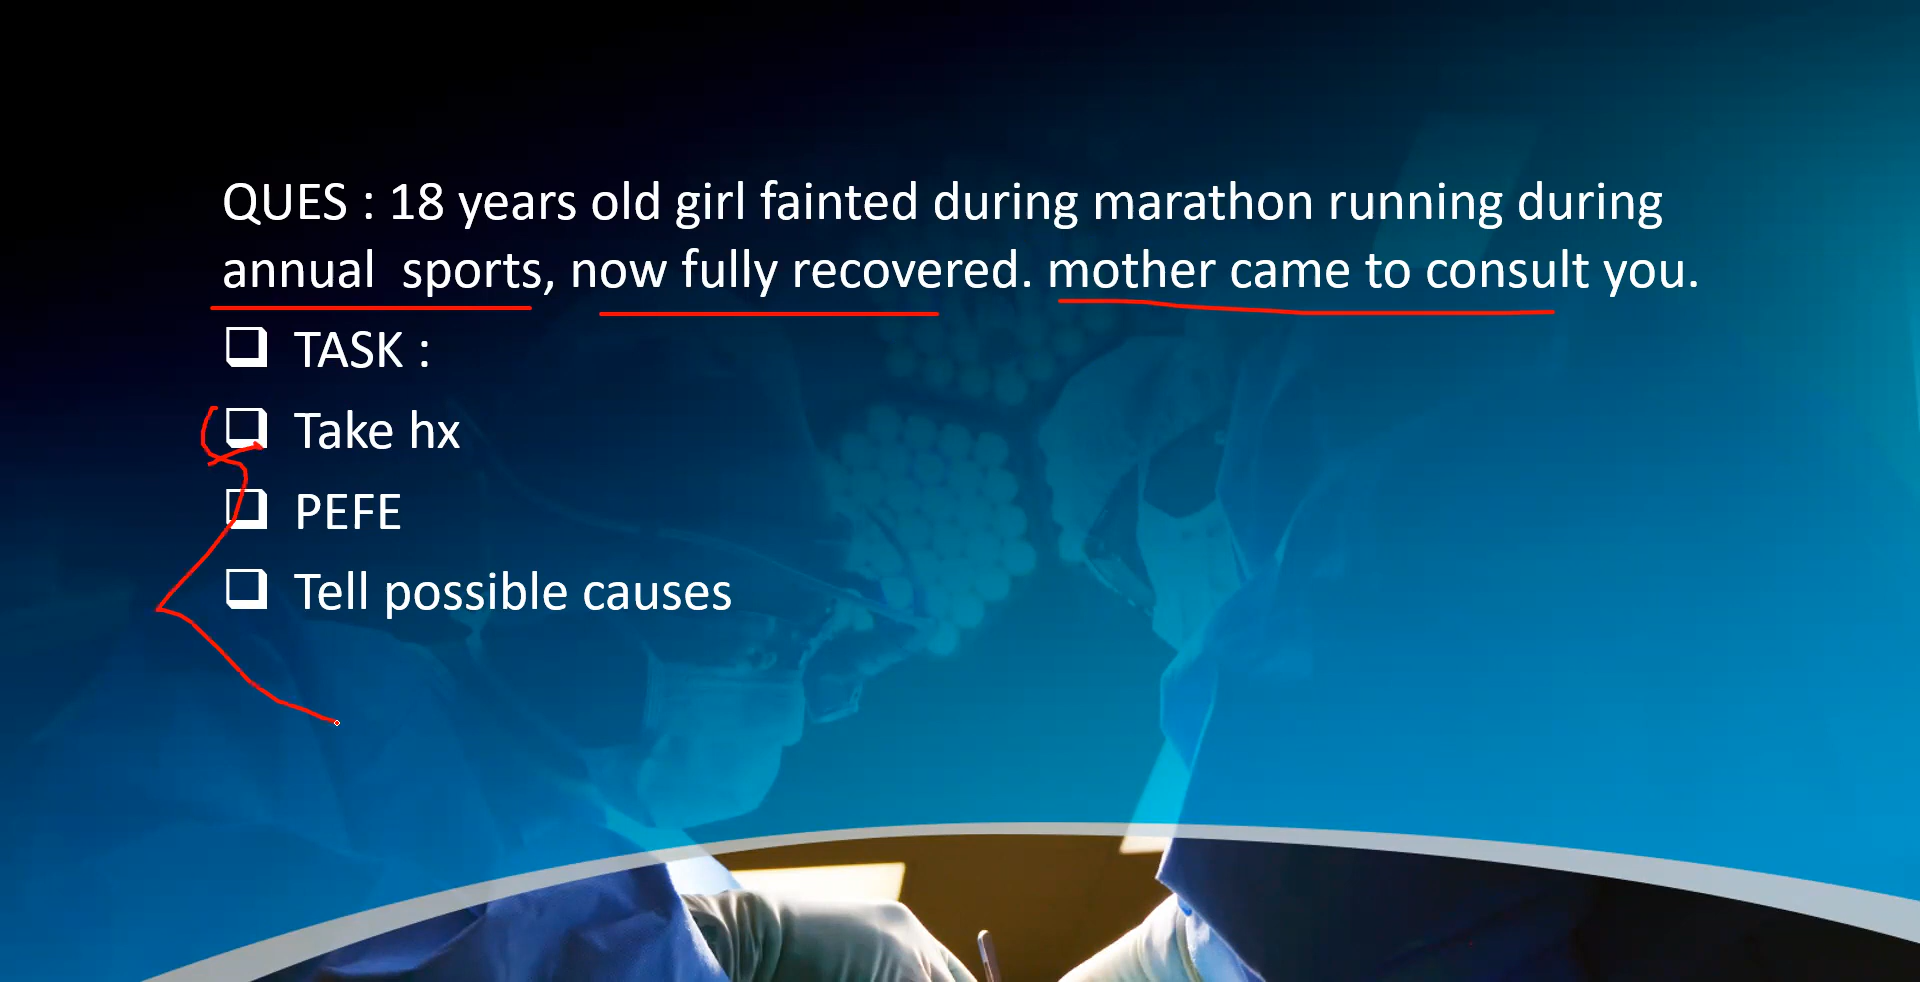 QUES : 18 years old girl fainted during marathon running during
annual sports, now fully recovered. mother came to consult you.
TASK :
Take hx
PEFE
Tell possible causes